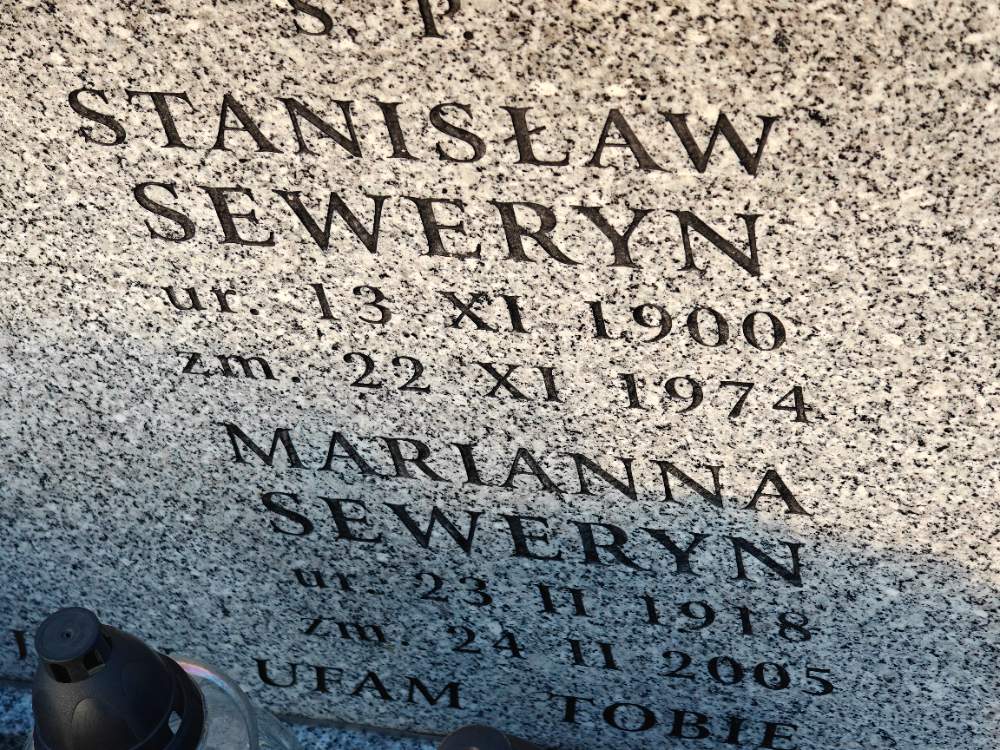 S P
STANISŁAW
SEWERYN
ur. 13 XI 1900
zm. 22 XI 1974
MARIANNA
SEWERYN
ur. 23 II 1918
zm. 24 II 2005
UFAM TOBIE